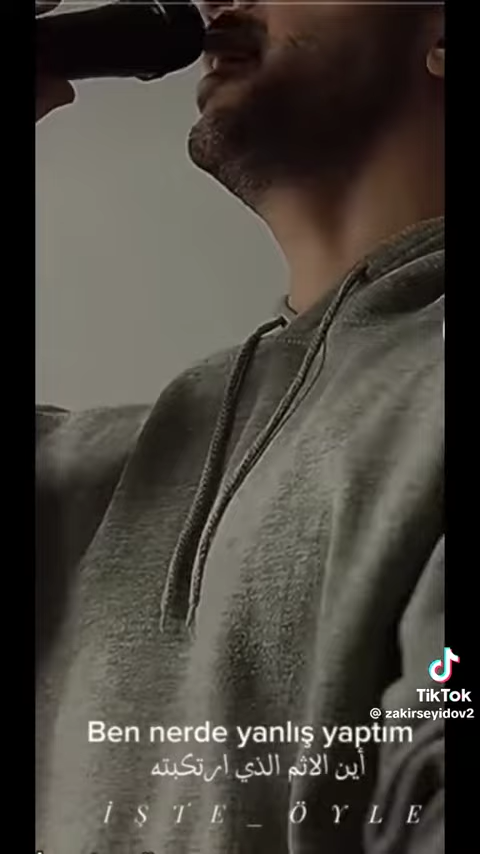 TikTok
@ zakirseyidov2
Ben nerde yanlış yaptım
أين الاثم الذي ارتكبته
İŞTE_ÖYLE